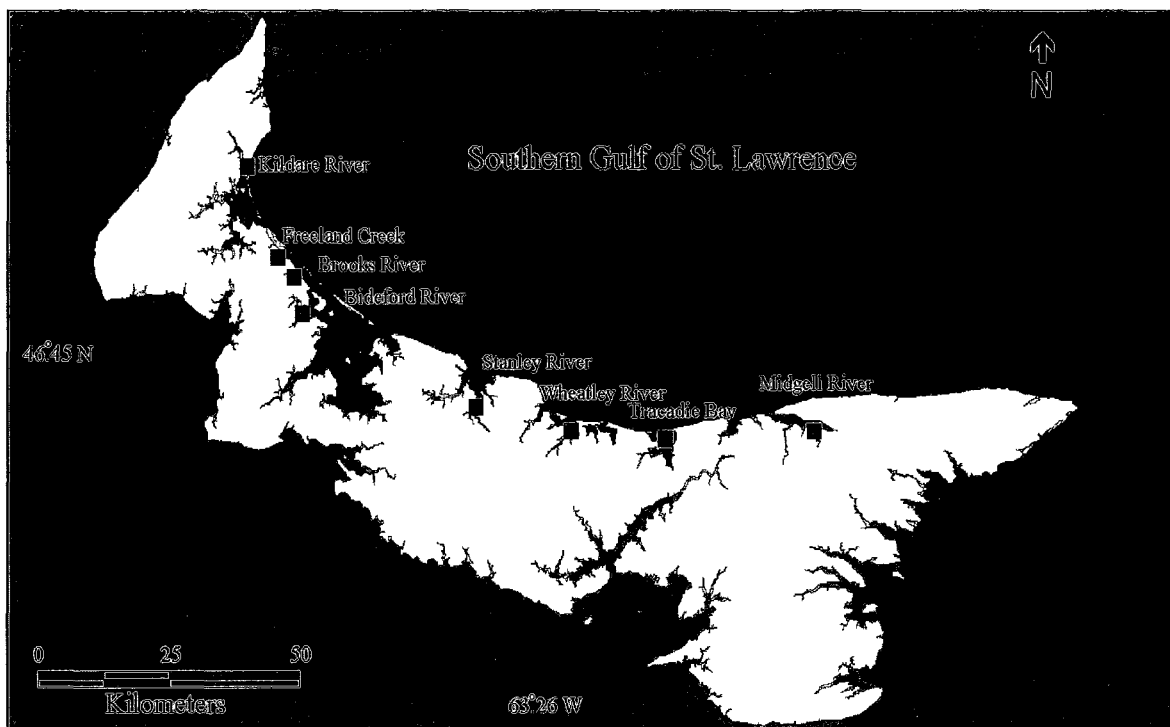 N
Southern Gulf of St. Lawrence
Kildare River
Freeland Creek
Brooks River
Bideford River
46°45 N
Stanley River
Wheatley River
Midgell River
Tracadie Bay
0 25 50
Kilometers
63°26 W